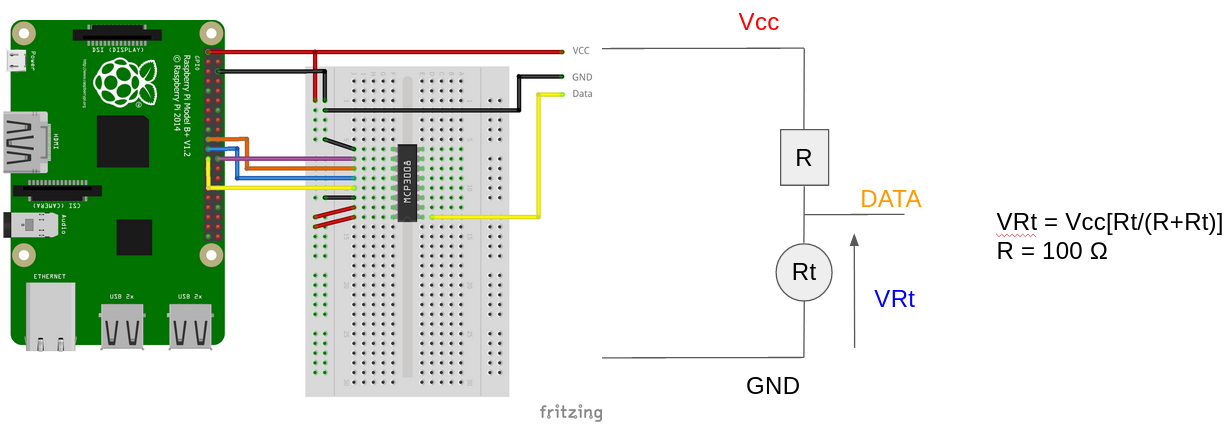 Vcc
VCC
GND
Data
DSI (DISPLAY)
Power
GPIO
Raspberry Pi Model B+ V1.2
© Raspberry Pi 2014
HDMI
CSI (CAMERA)
Audio
ETHERNET
USB 2x
USB 2x
MCP3008
R
DATA
Rt
VRt
GND
VRt = Vcc[Rt/(R+Rt)]
R = 100 Ω
fritzing